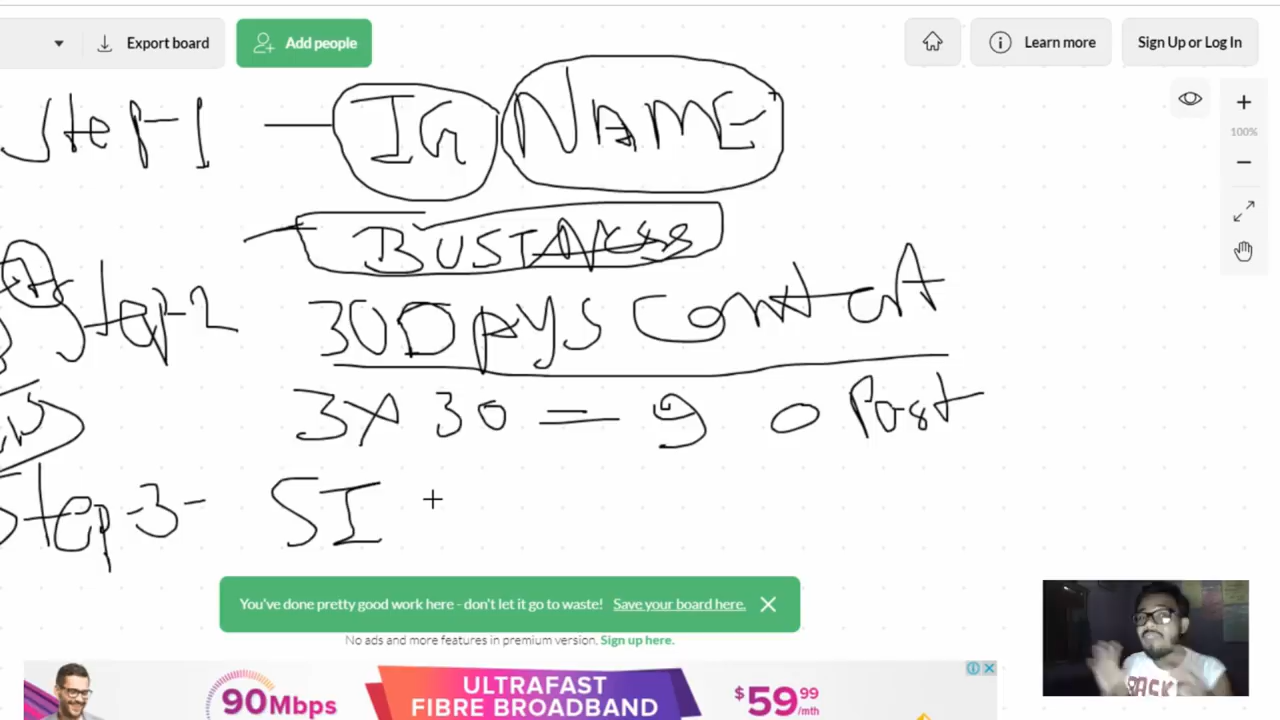 Export board
Add people
Learn more
Sign Up or Log In
100%
Step-1 — IG NAME
BUSINESS
Step-2 30 DAYS Content
3X 30 = 90 Post
Step-3- SI
You've done pretty good work here - don't let it go to waste! Save your board here.
No ads and more features in premium version. Sign up here.
90Mbps
ULTRAFAST
FIBRE BROADBAND
$59.99
/mth